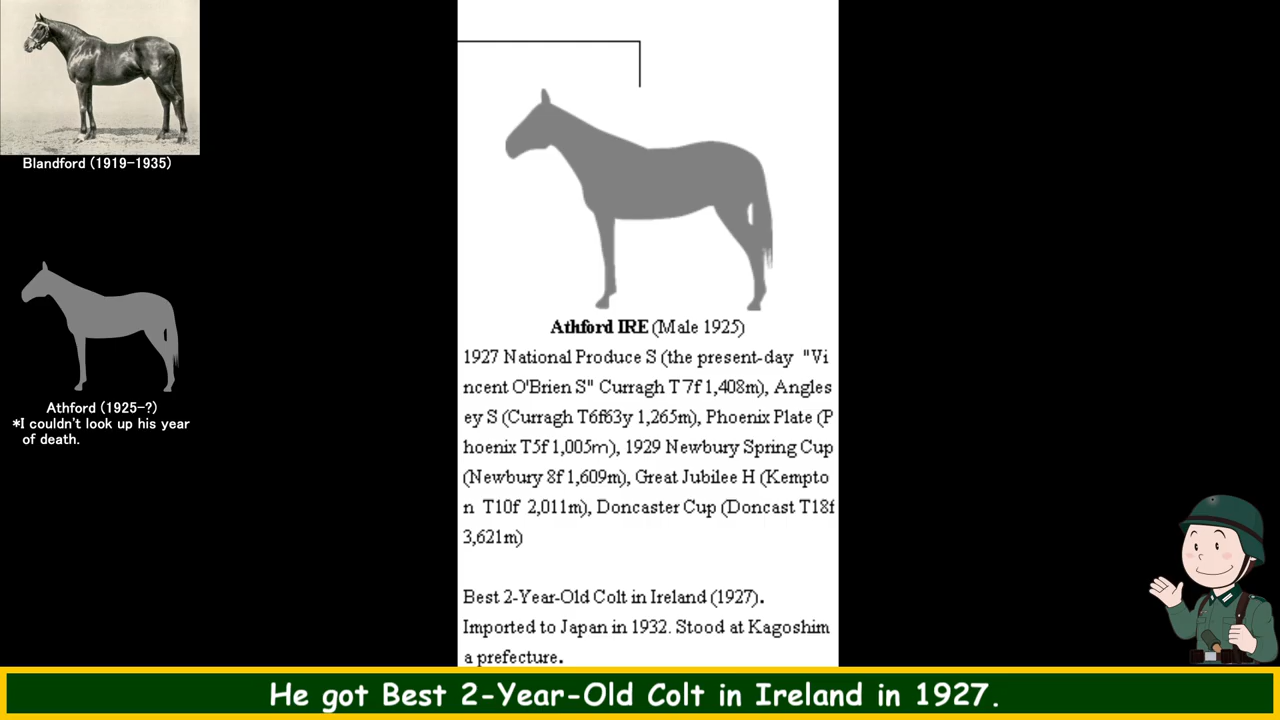 Blandford (1919-1935)
Athford (1925-?)
*I couldn't look up his year
of death.
Athford IRE (Male 1925)
1927 National Produce S (the present-day "Vi
ncent O'Brien S" Curragh T7f 1,408m), Angles
ey S (Curragh T6f63y 1,265m), Phoenix Plate (P
hoenix T5f 1,005m), 1929 Newbury Spring Cup
(Newbury 8f 1,609m), Great Jubilee H (Kempto
n T10f 2,011m), Doncaster Cup (Doncast T18f
3,621m)
Best 2-Year-Old Colt in Ireland (1927).
Imported to Japan in 1932. Stood at Kagoshim
a prefecture.
He got Best 2-Year-Old Colt in Ireland in 1927.